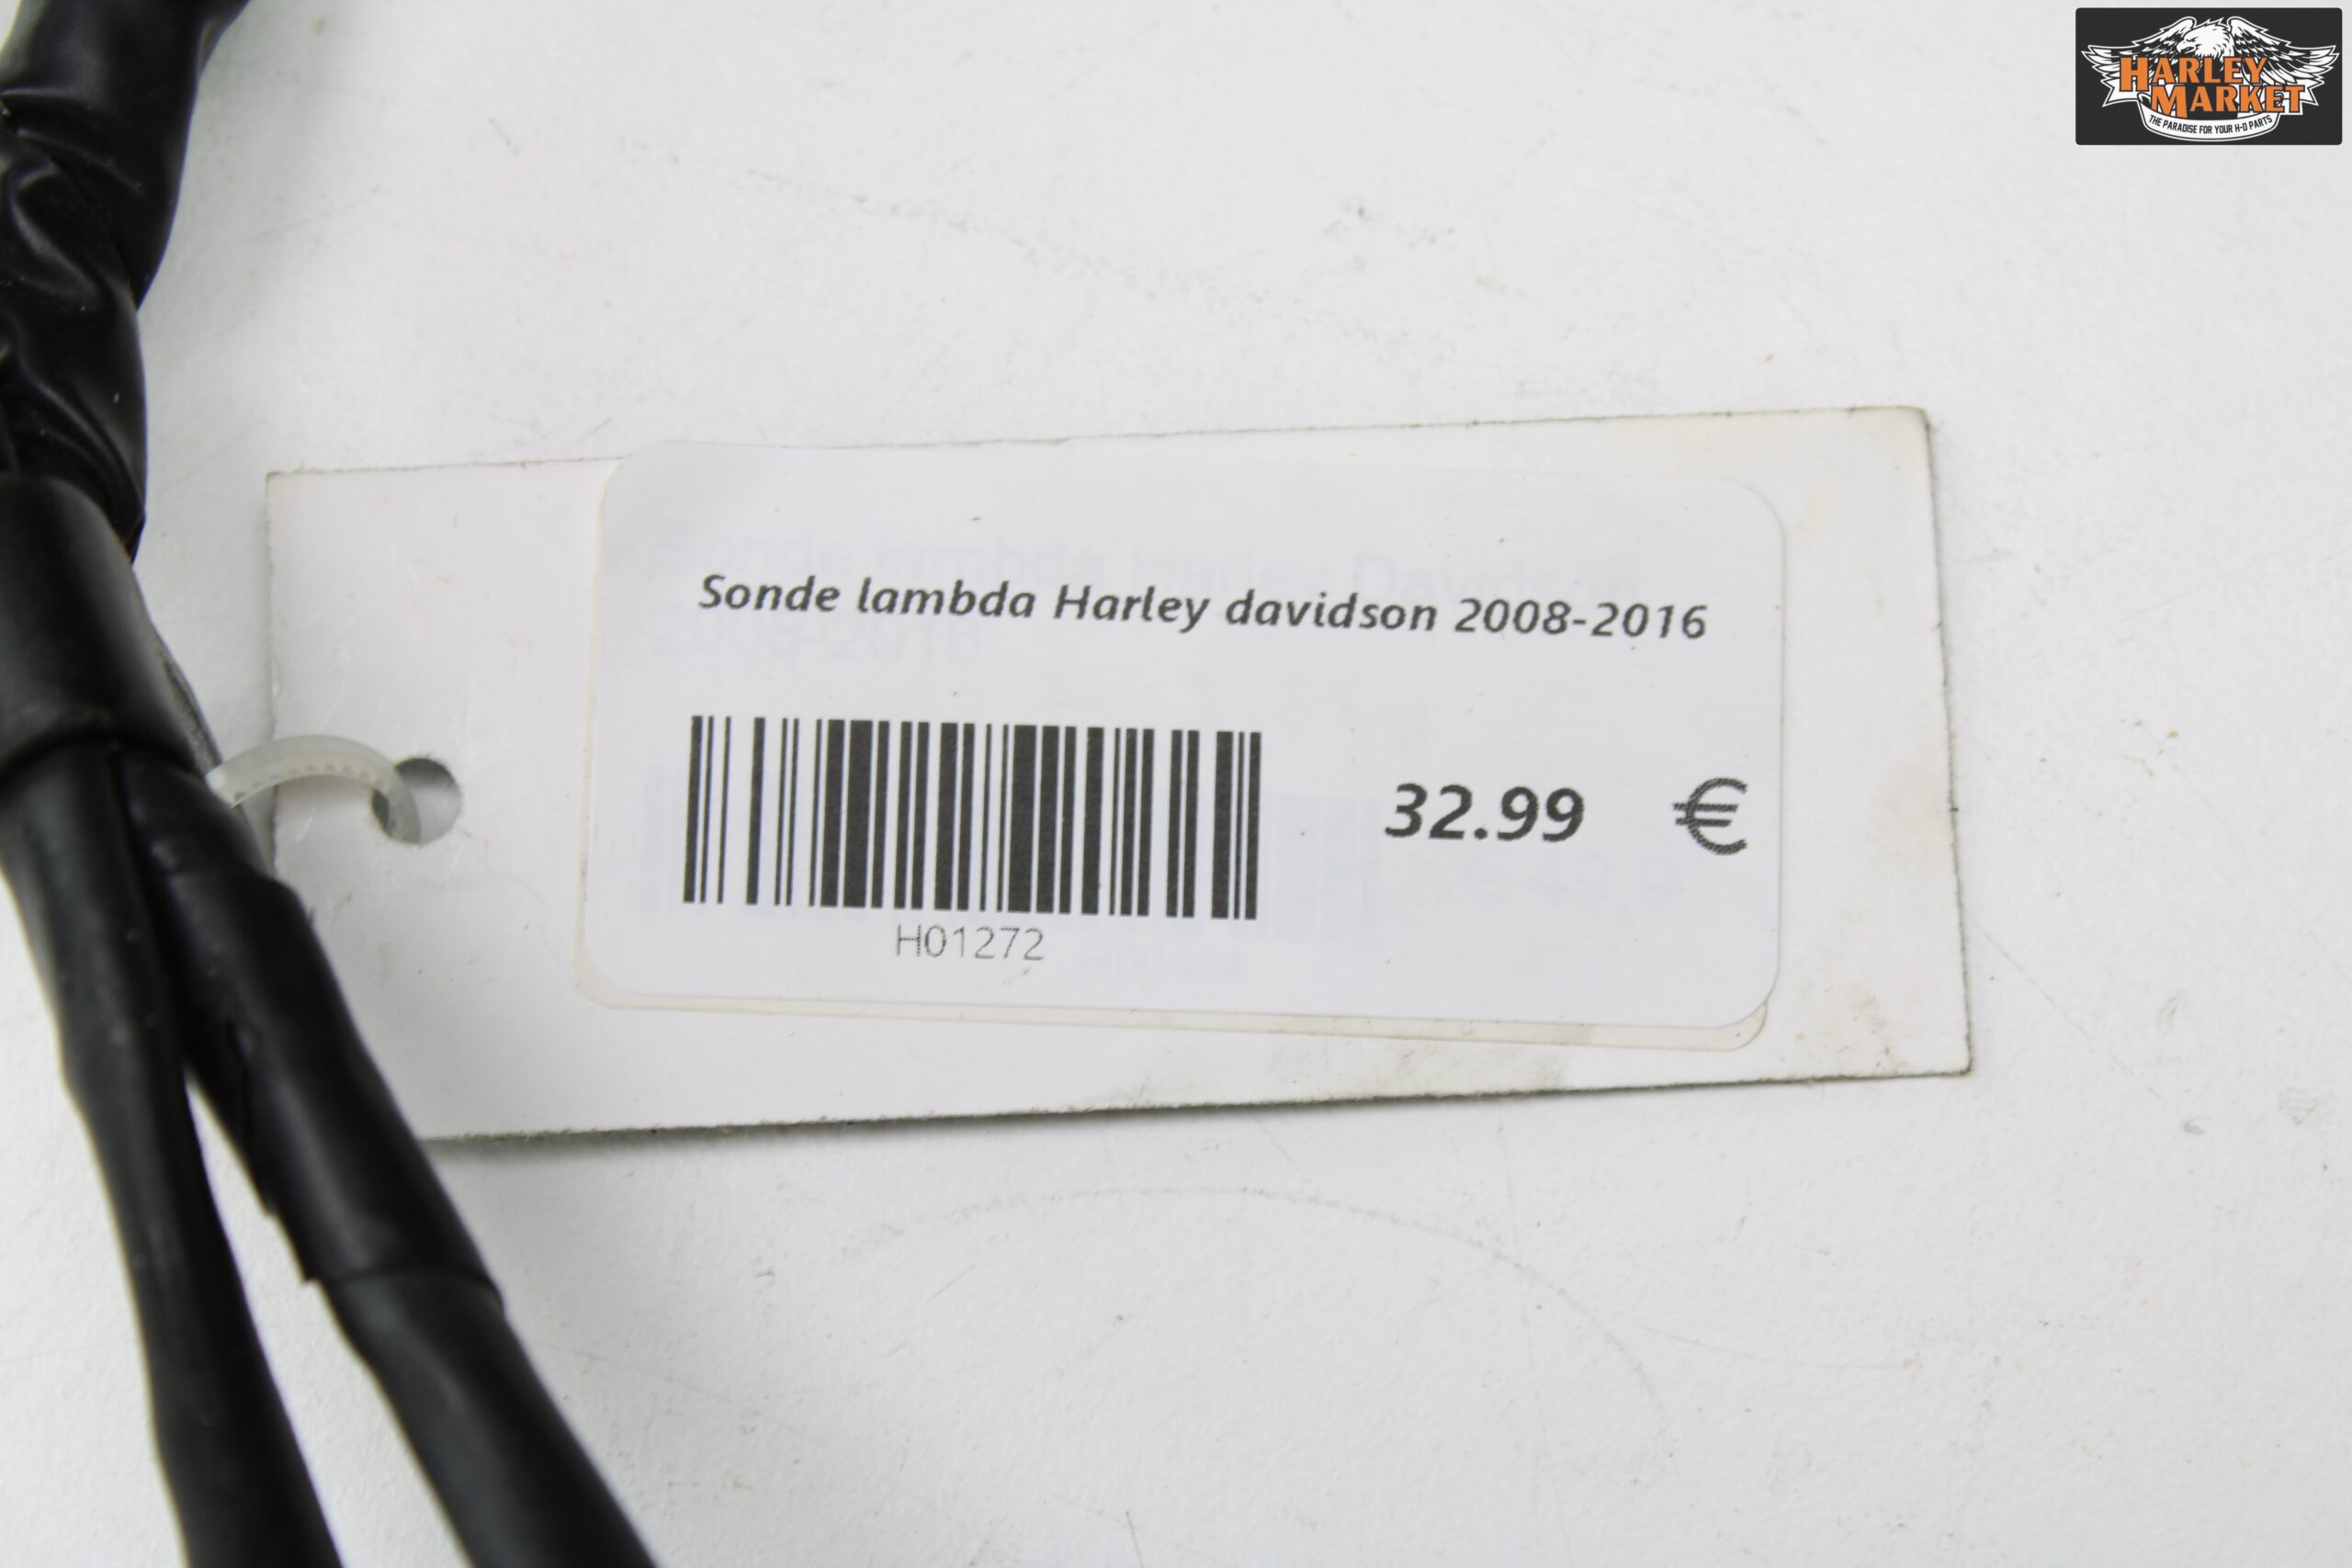 HARLEY
MARKET
THE PARADISE FOR YOUR H-D PARTS
Sonde lambda Harley davidson 2008-2016
32.99 €
H01272